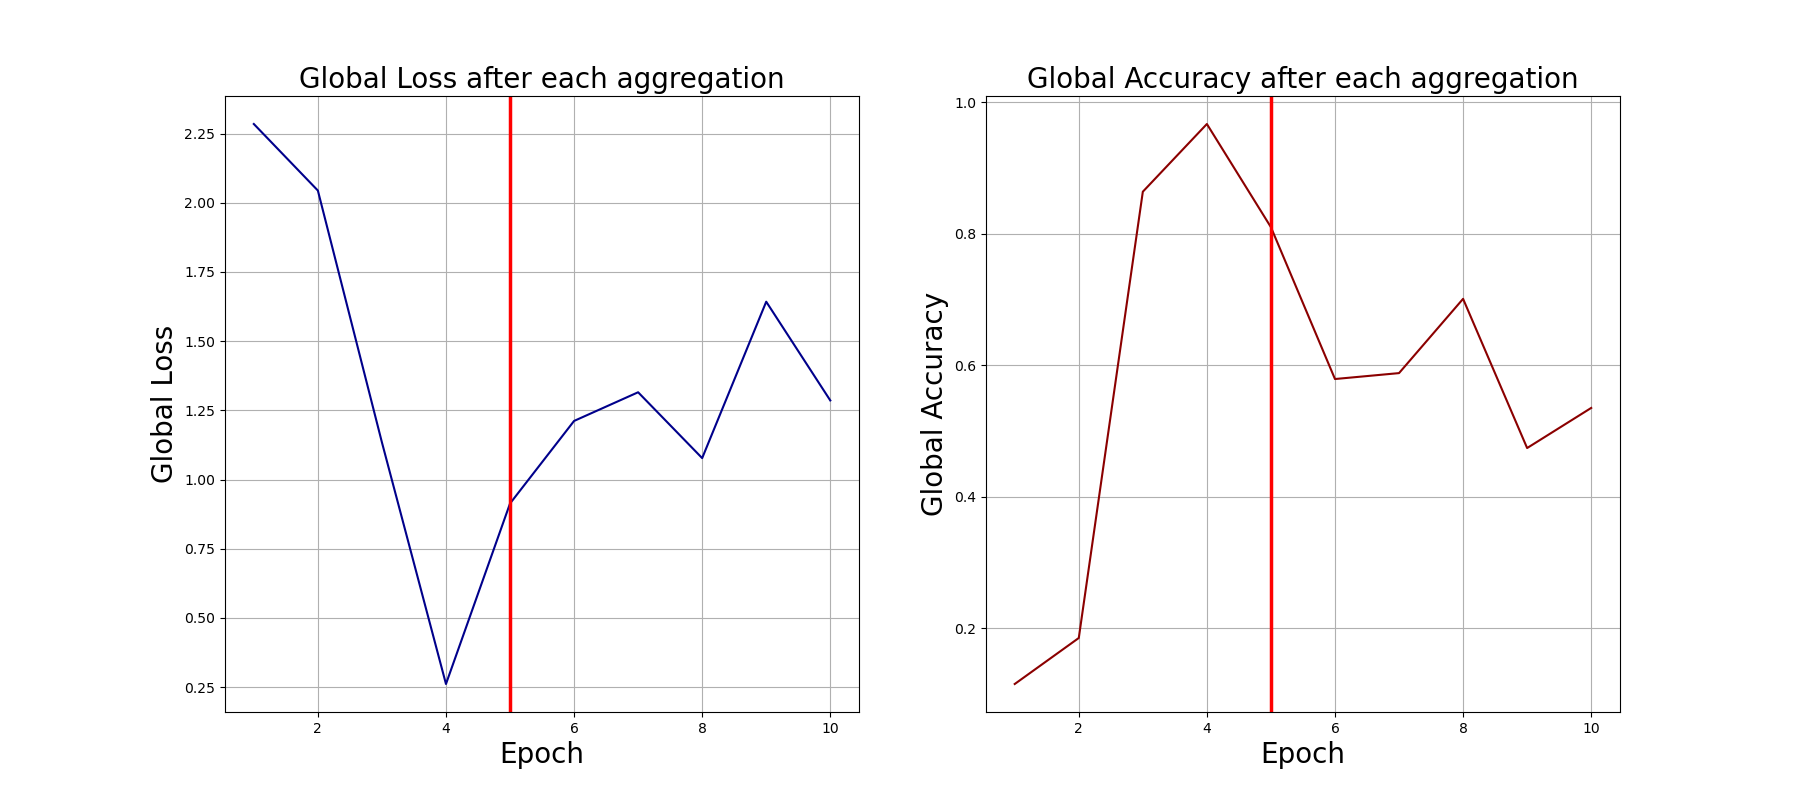 Global Loss after each aggregation
Global Loss
2.25
2.00
1.75
1.50
1.25
1.00
0.75
0.50
0.25
2 4 6 8 10
Epoch
Global Accuracy after each aggregation
Global Accuracy
1.0
0.8
0.6
0.4
0.2
2 4 6 8 10
Epoch